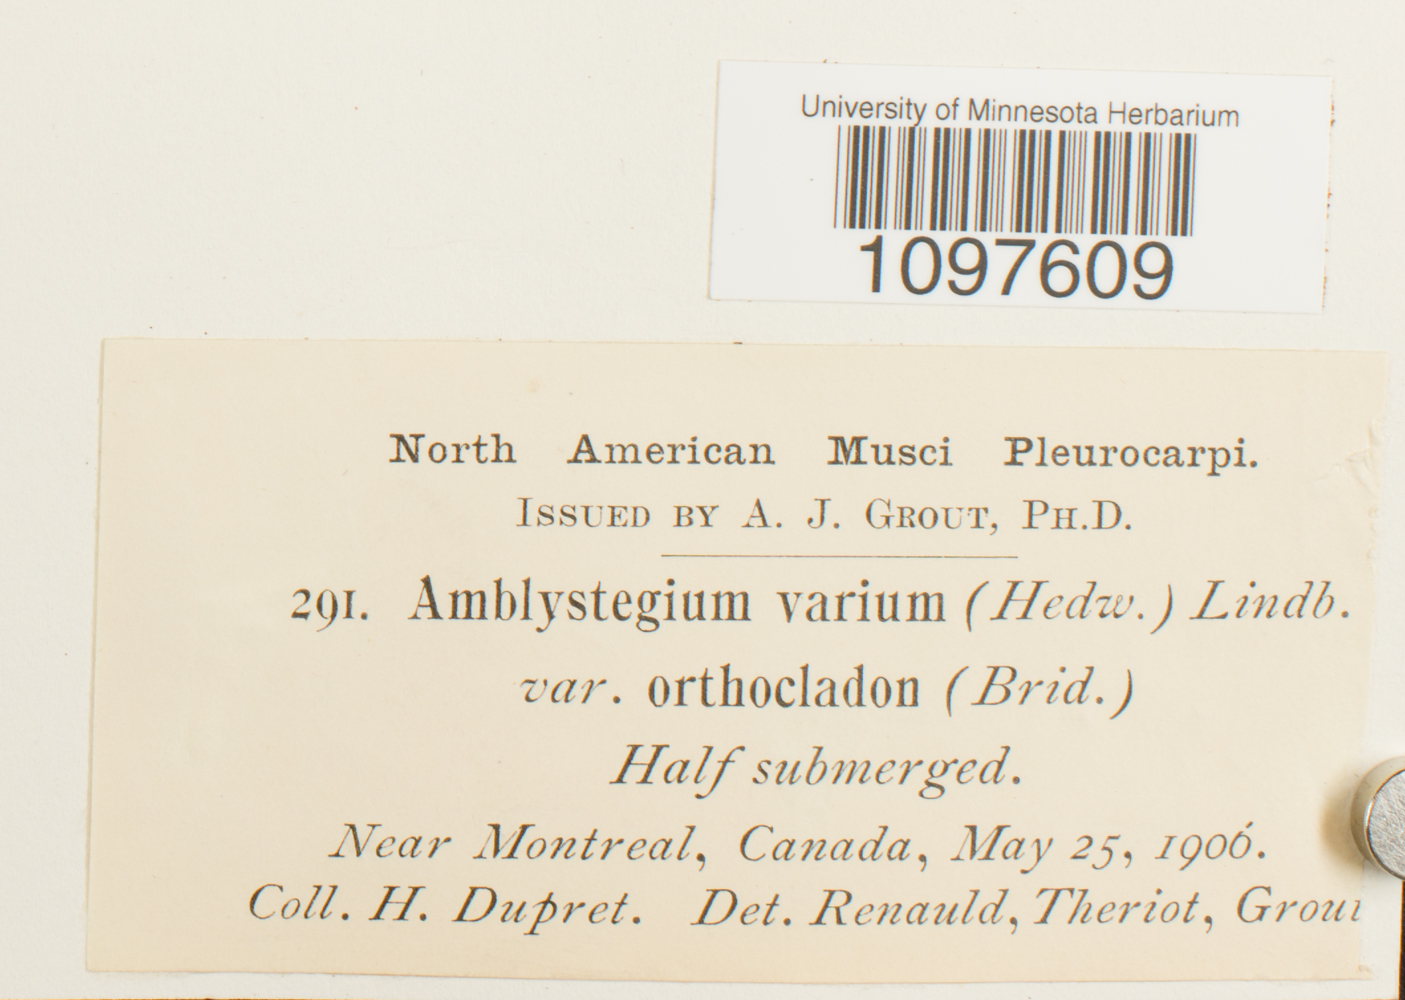 University of Minnesota Herbarium
1097609
North American Musci Pleurocarpi.
Issued by A. J. Grout, Ph.D.
291. Amblystegium varium (Hedw.) Lindb.
var. orthocladon (Brid.)
Half submerged.
Near Montreal, Canada, May 25, 1906.
Coll. H. Dupret. Det. Renauld, Theriot, Grout